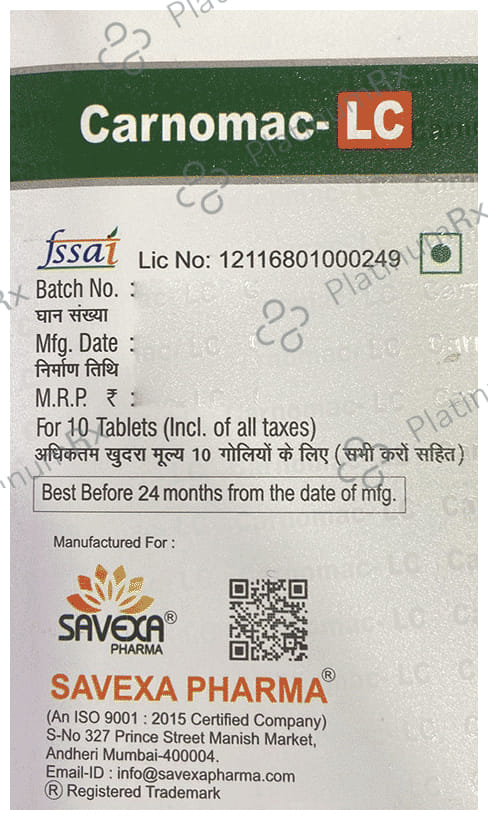 Carnomac-LC
fssai Lic No: 12116801000249
Batch No. :
घान संख्या
Mfg. Date :
निर्माण तिथि
M.R.P. ₹ :
For 10 Tablets (Incl. of all taxes)
अधिकतम खुदरा मूल्य 10 गोलियों के लिए (सभी करों सहित)
Best Before 24 months from the date of mfg.
Manufactured For :
SAVEXA®
PHARMA
SAVEXA PHARMA®
(An ISO 9001 : 2015 Certified Company)
S-No 327 Prince Street Manish Market,
Andheri Mumbai-400004.
Email-ID : info@savexapharma.com
® Registered Trademark
PlatinumRx